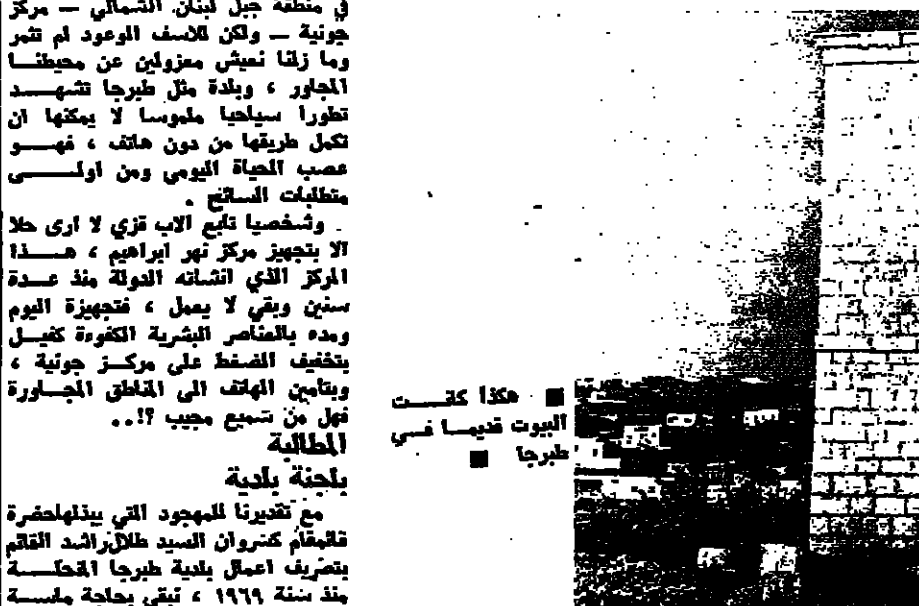 في منطقة جبل لبنان الشمالي — مركز
جونية — ولكن للاسف الوعود لم تثمر
وما زلنا نعيش معزولين عن محيطنا
المجاور ، وبلدة مثل طبرجا تشهد
تطورا سياحيا ملموسا لا يمكنها ان
تكمل طريقها من دون هاتف ، فهو
عصب الحياة اليومي ومن اولى
متطلبات السائح .
وشخصيا تابع الاب قزي لا ارى حلا
الا بتجهيز مركز نهر ابراهيم ، هذا
المركز الذي انشاته الدولة منذ عدة
سنين وبقي لا يعمل ، فتجهيزة اليوم
ومده بالعناصر البشرية الكفوءة كفيل
بتخفيف الضغط على مركز جونية ،
وبتامين الهاتف الى المناطق المجاورة
فهل من سميع مجيب ؟!..
المطالبة
بلجنة بلدية
مع تقديرنا للمجهود التي يبذلهاحضرة
قائمقام كسروان السيد طلال راشد القائم
بتصريف اعمال بلدية طبرجا المنحلة
منذ سنة ١٩٦٩ ، تبقى بحاجة ماسة
■ هكذا كانت
البيوت قديما في
طبرجا ■